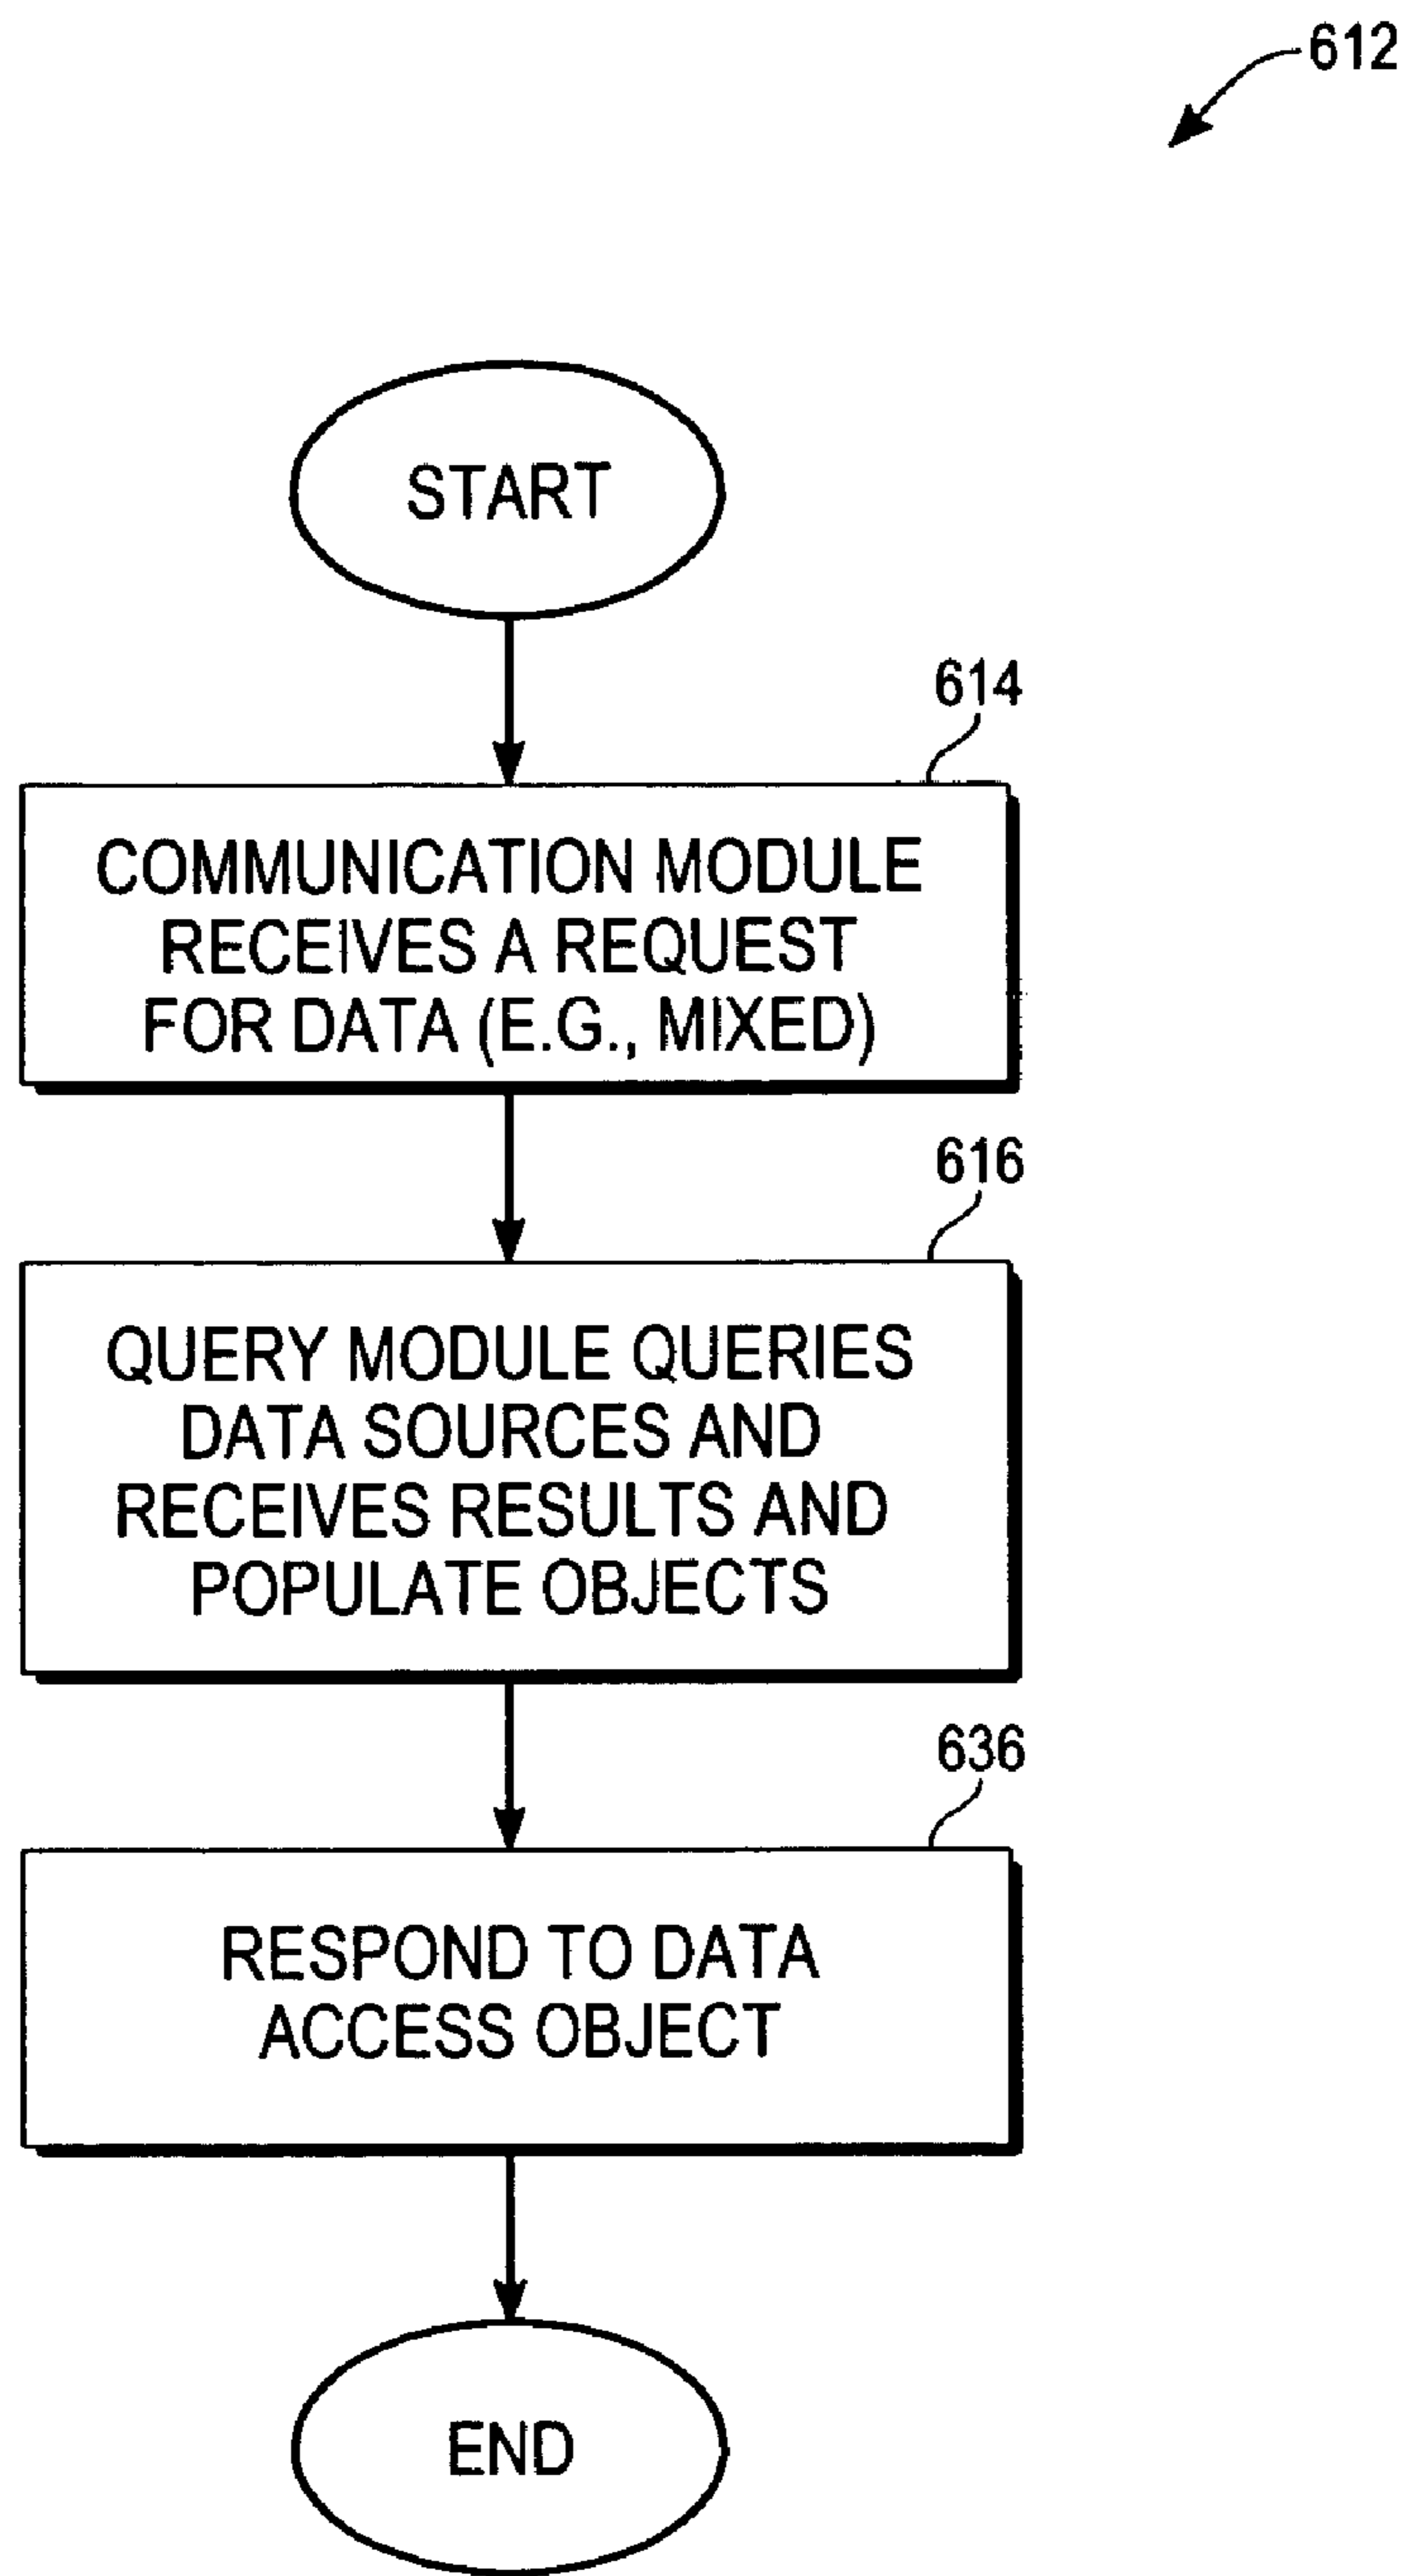 612
START
614
COMMUNICATION MODULE
RECEIVES A REQUEST
FOR DATA (E.G., MIXED)
616
QUERY MODULE QUERIES
DATA SOURCES AND
RECEIVES RESULTS AND
POPULATE OBJECTS
636
RESPOND TO DATA
ACCESS OBJECT
END